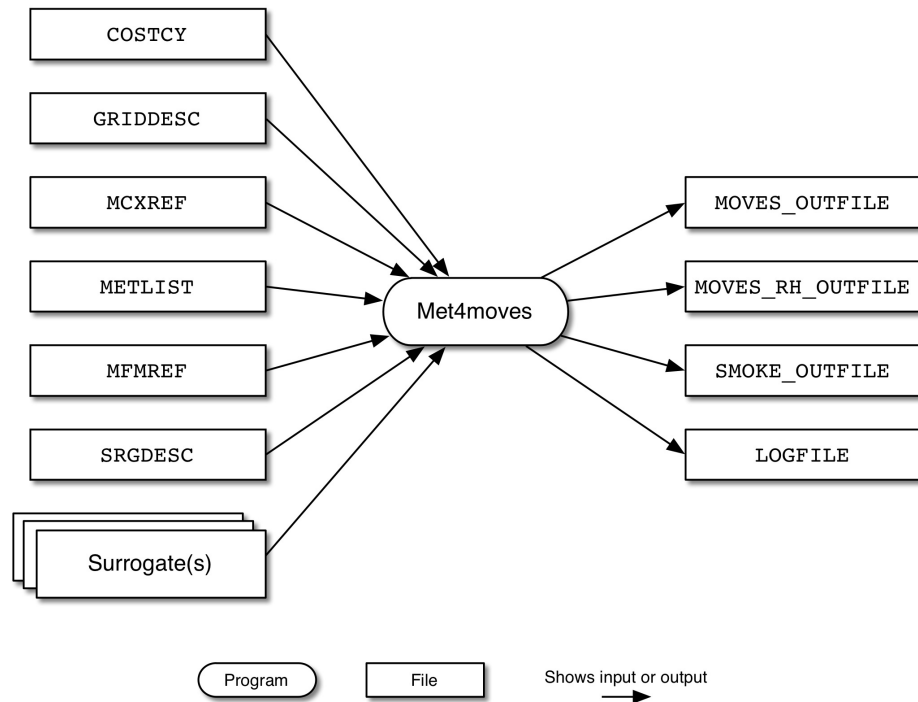 COSTCY
GRIDDESC
MCXREF
METLIST
MFMREF
SRGDESC
Surrogate(s)
Met4moves
MOVES_OUTFILE
MOVES_RH_OUTFILE
SMOKE_OUTFILE
LOGFILE
Program
File
Shows input or output